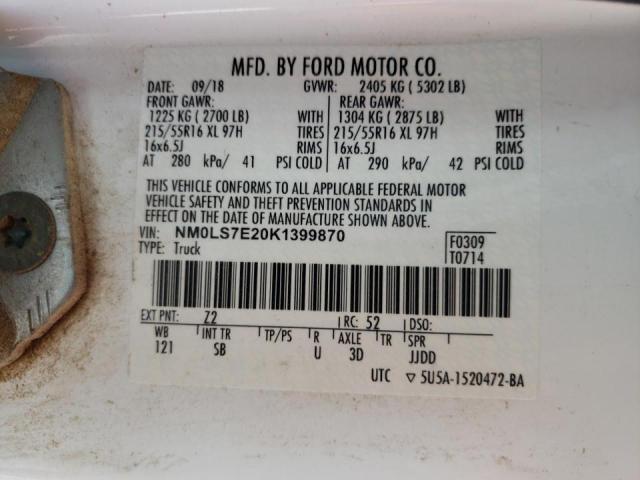 MFD. BY FORD MOTOR CO.
DATE: 09/18 GVWR: 2405 KG ( 5302 LB)
FRONT GAWR: REAR GAWR:
1225 KG ( 2700 LB) WITH 1304 KG ( 2875 LB) WITH
215/55R16 XL 97H TIRES 215/55R16 XL 97H TIRES
16x6.5J RIMS 16x6.5J RIMS
AT 280 kPa/ 41 PSI COLD AT 290 kPa/ 42 PSI COLD
THIS VEHICLE CONFORMS TO ALL APPLICABLE FEDERAL MOTOR
VEHICLE SAFETY AND THEFT PREVENTION STANDARDS IN
EFFECT ON THE DATE OF MANUFACTURE SHOWN ABOVE.
VIN: NM0LS7E20K1399870
TYPE: Truck
F0309
T0714
EXT PNT: Z2 RC: 52 DSO:
WB INT TR TP/PS R AXLE TR SPR
121 SB U 3D JJDD
UTC ▽ 5U5A-1520472-BA